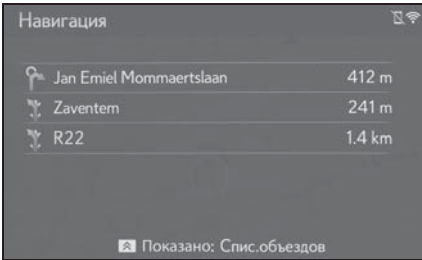 Навигация
Jan Emiel Mommaertslaan 412 m
Zaventem 241 m
R22 1.4 km
Показано: Спис.объездов